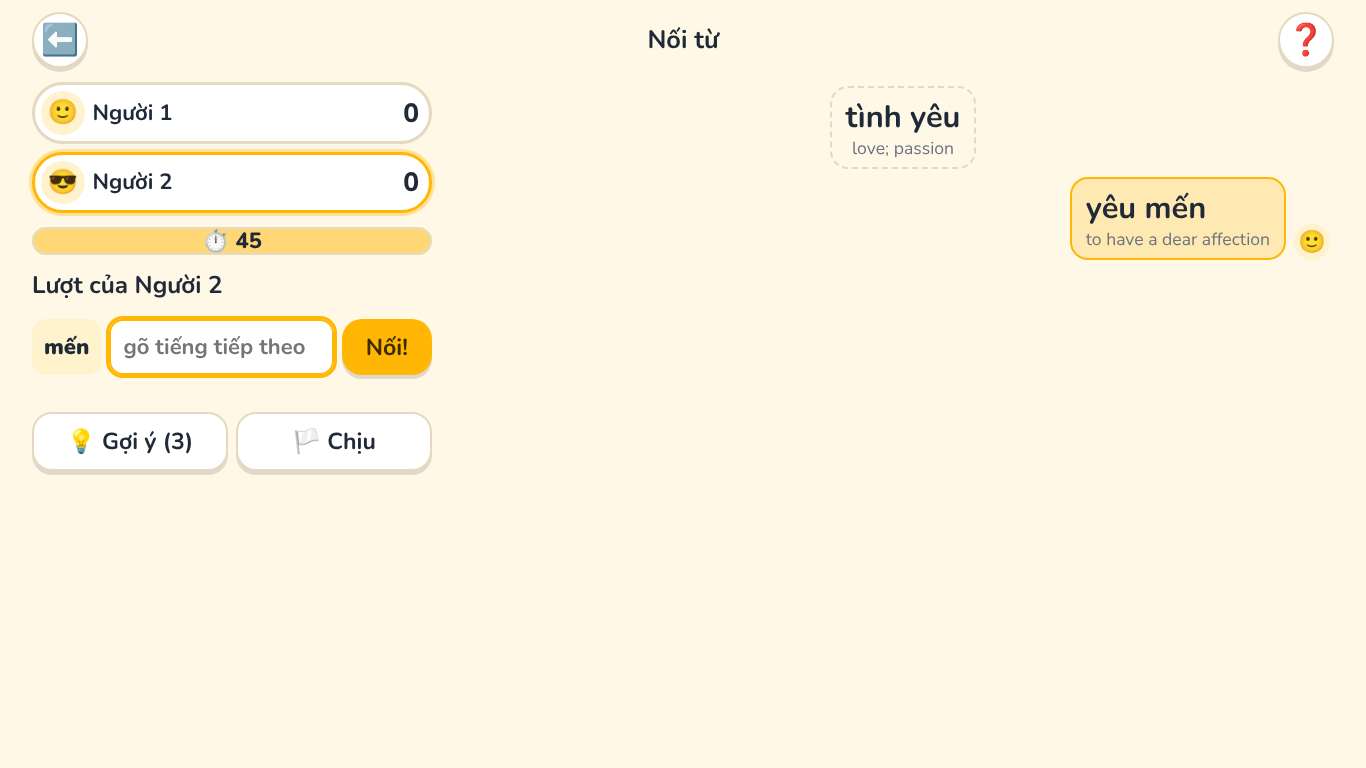 Nối từ
Người 1
0
Người 2
0
45
Lượt của Người 2
mến
gõ tiếng tiếp theo
Nối!
Gợi ý (3)
Chịu
tình yêu
love; passion
yêu mến
to have a dear affection